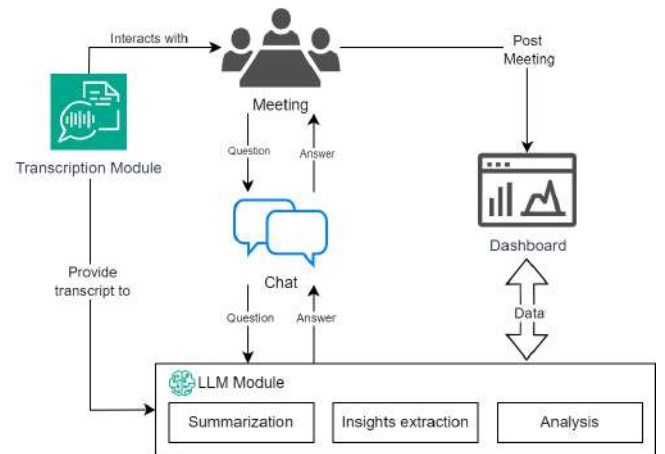 Interacts with
Post
Meeting
Meeting
Transcription Module
Question
Answer
Dashboard
Provide
transcript to
Chat
Question
Answer
Data
LLM Module
Summarization
Insights extraction
Analysis